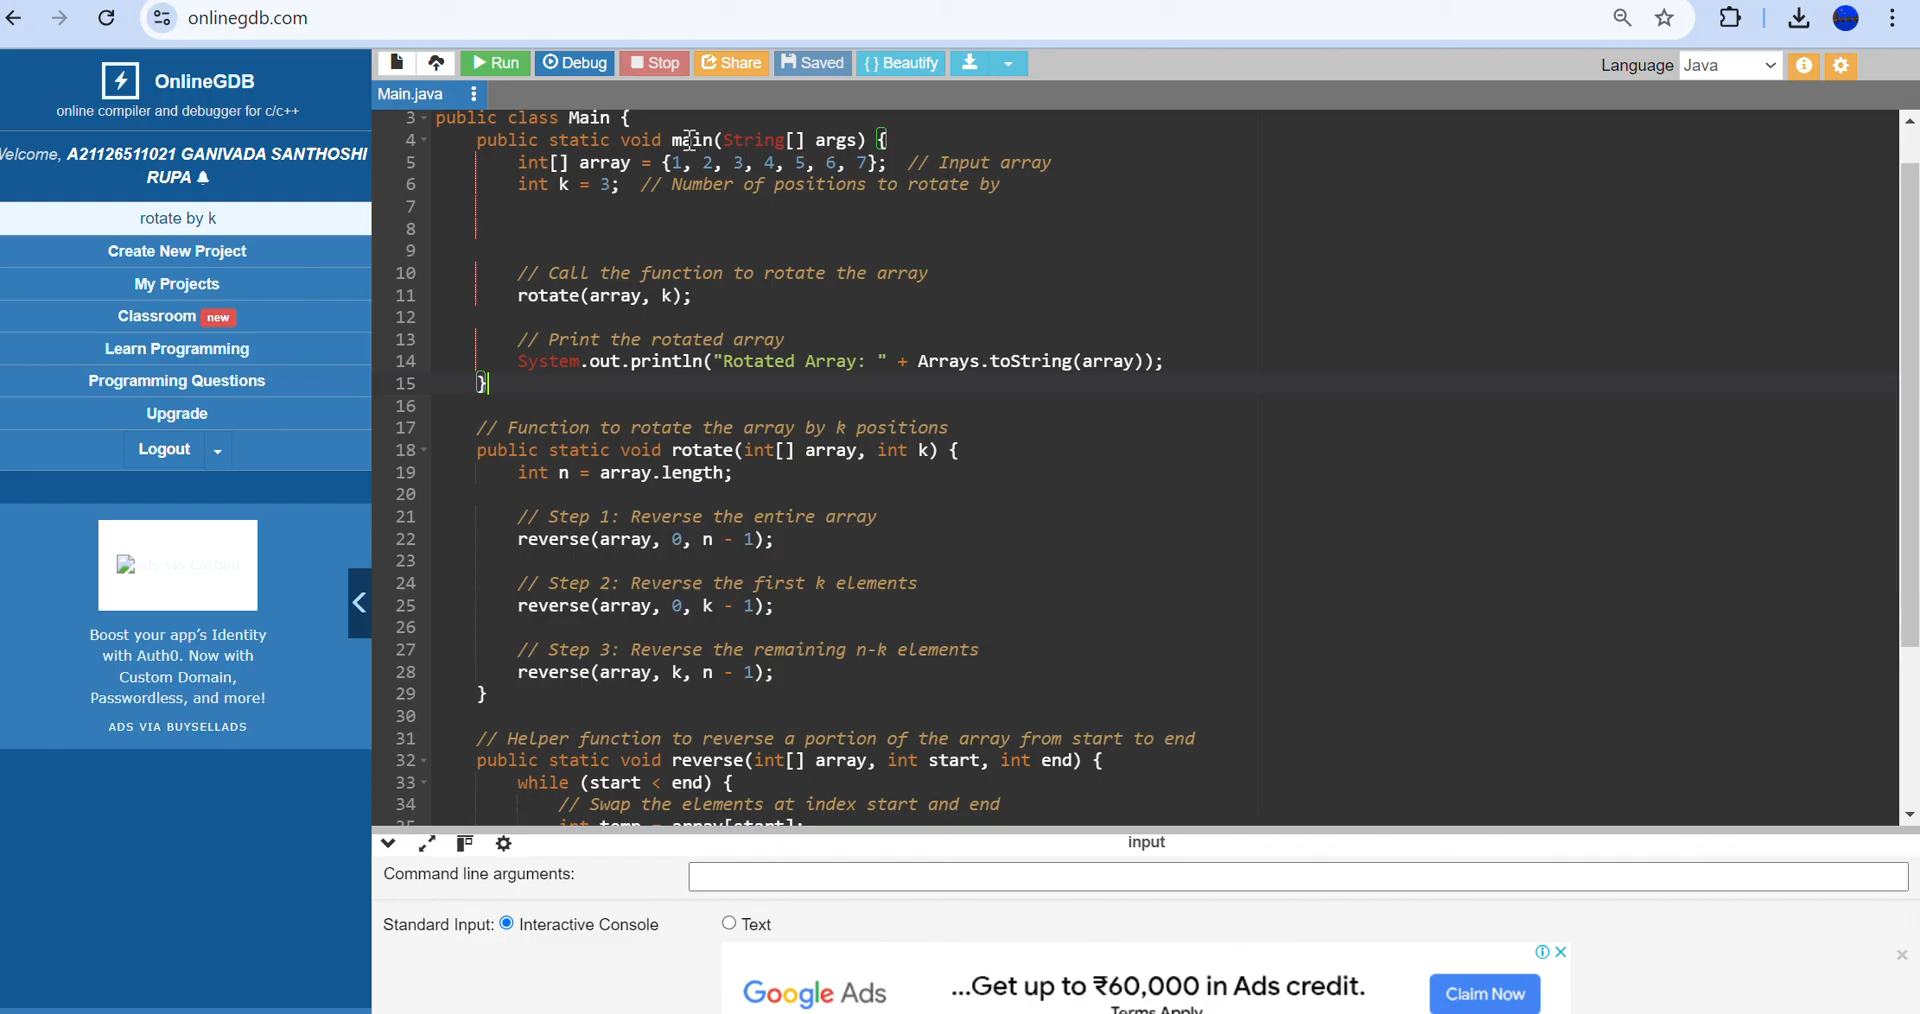 onlinegdb.com
OnlineGDB
online compiler and debugger for c/c++
Welcome, A21126511021 GANIVADA SANTHOSHI
RUPA
rotate by k
Create New Project
My Projects
Classroom new
Learn Programming
Programming Questions
Upgrade
Logout
Boost your app's Identity
with Auth0. Now with
Custom Domain,
Passwordless, and more!
ADS VIA BUYSELLADS
Run Debug Stop Share Saved { } Beautify
Language Java
Main.java
3 public class Main {
4 public static void main(String[] args) {
5 int[] array = {1, 2, 3, 4, 5, 6, 7}; // Input array
6 int k = 3; // Number of positions to rotate by
7
8
9
10 // Call the function to rotate the array
11 rotate(array, k);
12
13 // Print the rotated array
14 System.out.println("Rotated Array: " + Arrays.toString(array));
15 }
16
17 // Function to rotate the array by k positions
18 public static void rotate(int[] array, int k) {
19 int n = array.length;
20
21 // Step 1: Reverse the entire array
22 reverse(array, 0, n - 1);
23
24 // Step 2: Reverse the first k elements
25 reverse(array, 0, k - 1);
26
27 // Step 3: Reverse the remaining n-k elements
28 reverse(array, k, n - 1);
29 }
30
31 // Helper function to reverse a portion of the array from start to end
32 public static void reverse(int[] array, int start, int end) {
33 while (start < end) {
34 // Swap the elements at index start and end
35 int temp = array[start];
input
Command line arguments:
Standard Input: Interactive Console Text
Google Ads
...Get up to ₹60,000 in Ads credit.
Terms Apply
Claim Now